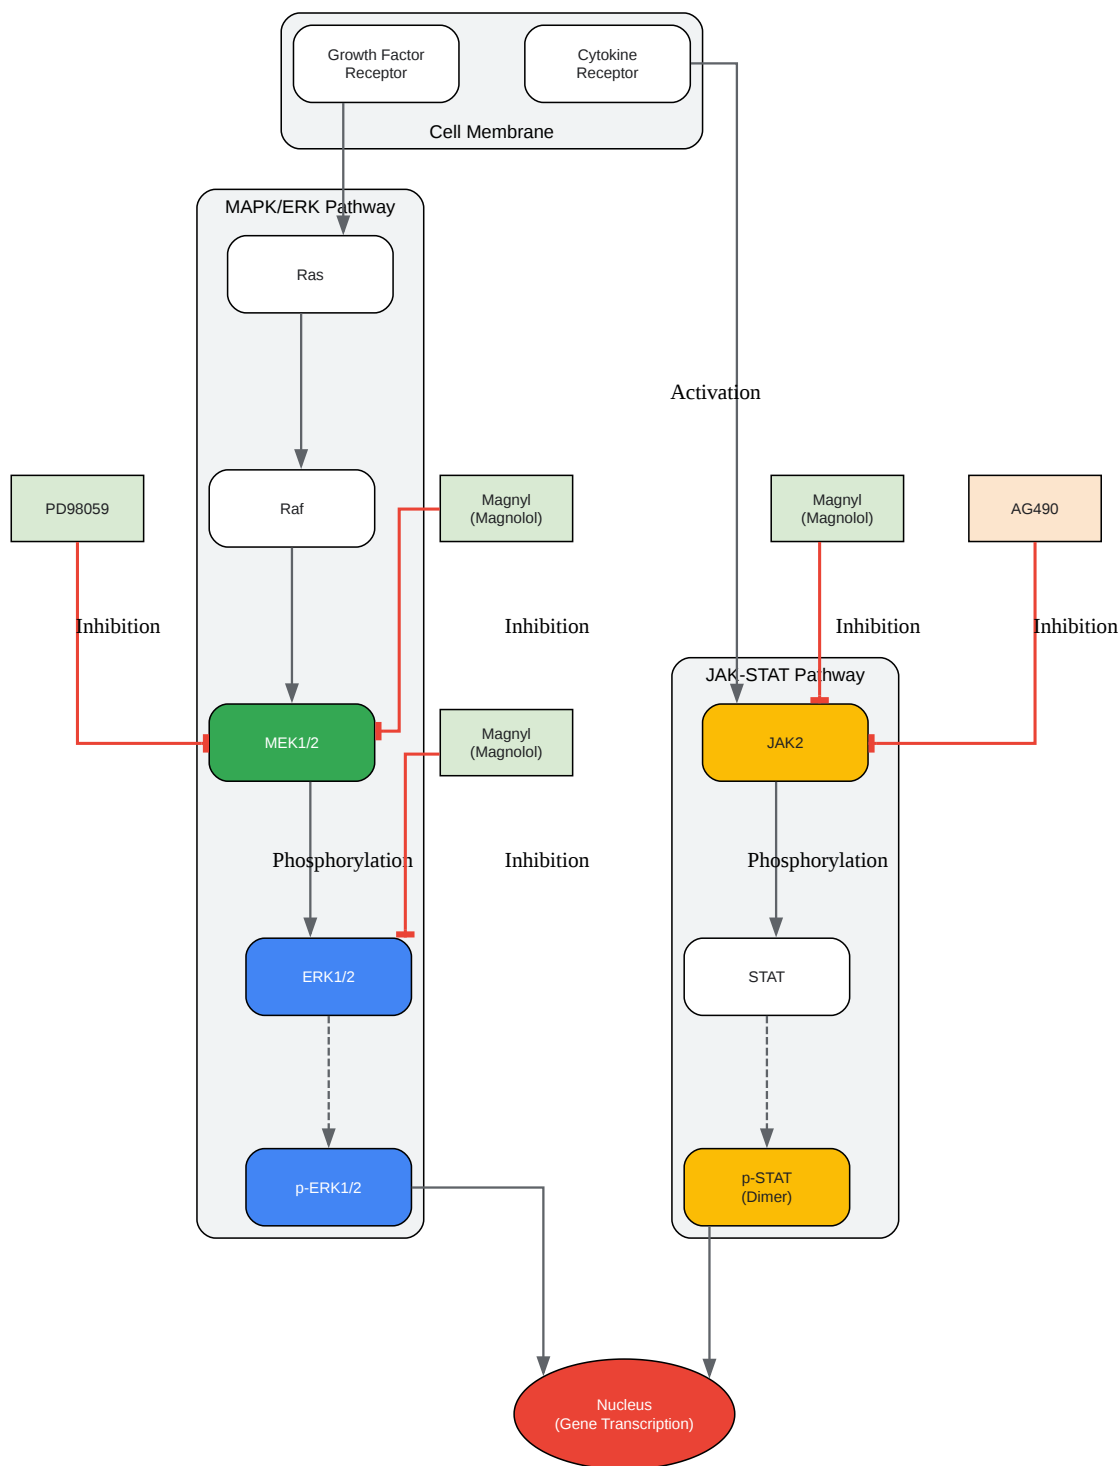 Growth Factor
Receptor
Cytokine
Receptor
Cell Membrane
MAPK/ERK Pathway
Ras
Activation
PD98059
Raf
Magnyl
(Magnolol)
Magnyl
(Magnolol)
AG490
Inhibition
Inhibition
Inhibition
Inhibition
JAK-STAT Pathway
MEK1/2
Magnyl
(Magnolol)
JAK2
Phosphorylation
Inhibition
Phosphorylation
ERK1/2
STAT
p-ERK1/2
p-STAT
(Dimer)
Nucleus
(Gene Transcription)